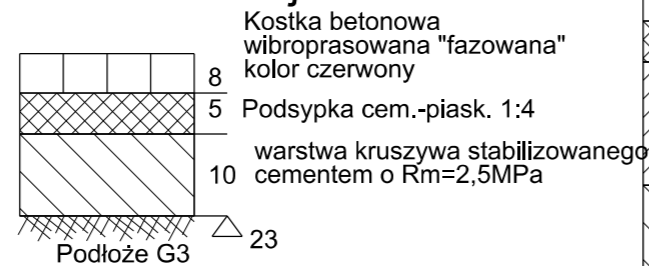 Kostka betonowa
wibroprasowana "fazowana"
kolor czerwony
8
5 Podsypka cem.-piask. 1:4
warstwa kruszywa stabilizowanego
10 cementem o Rm=2,5MPa
23
Podłoże G3